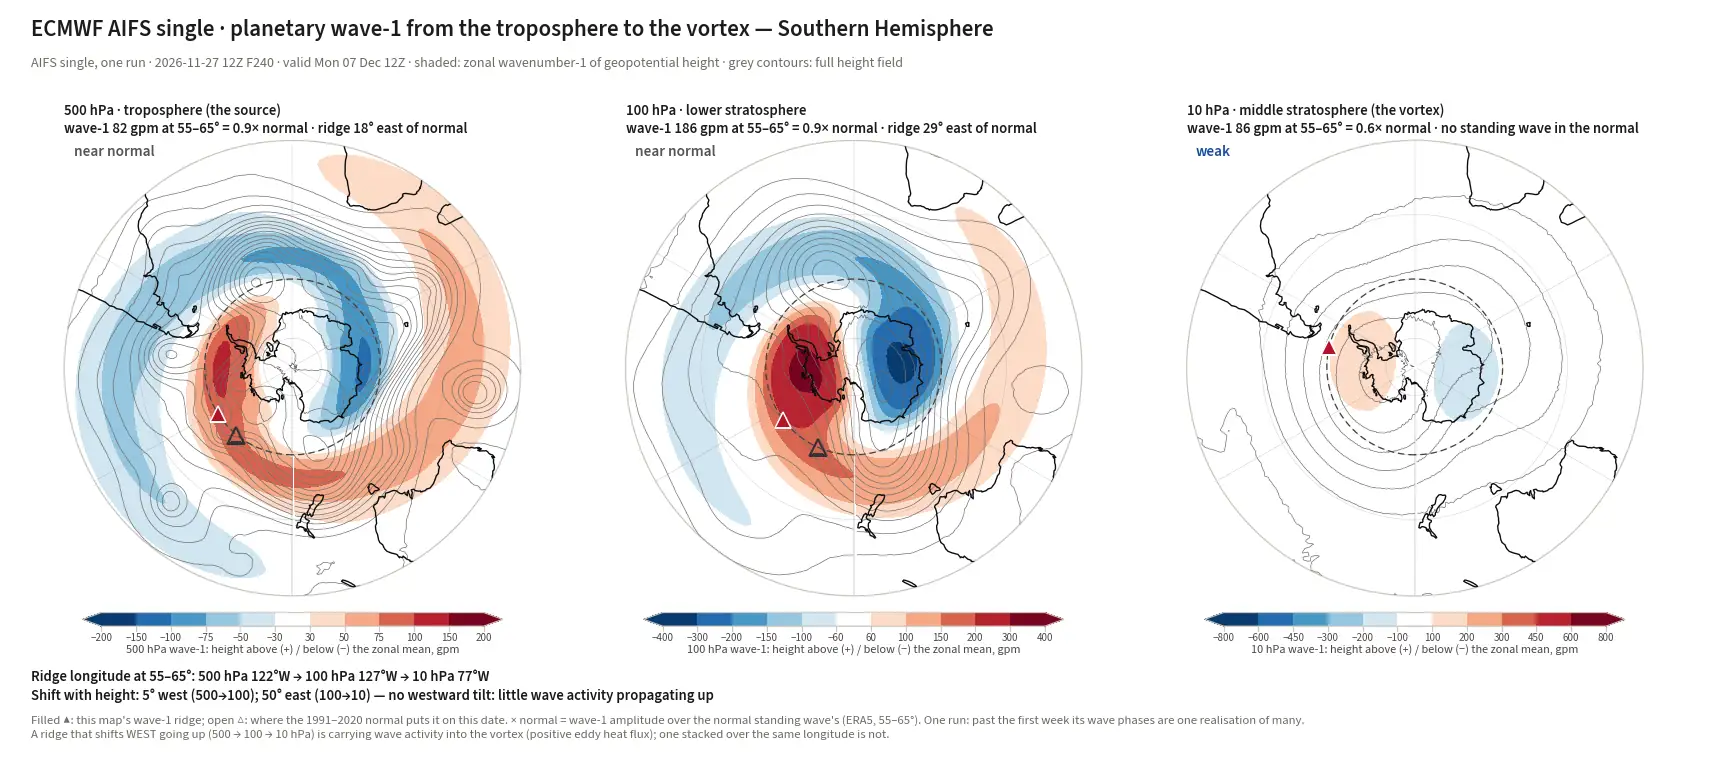 ECMWF AIFS single · planetary wave-1 from the troposphere to the vortex — Southern Hemisphere
AIFS single, one run · 2026-11-27 12Z F240 · valid Mon 07 Dec 12Z · shaded: zonal wavenumber-1 of geopotential height · grey contours: full height field
500 hPa · troposphere (the source)
wave-1 82 gpm at 55–65° = 0.9× normal · ridge 18° east of normal
near normal
100 hPa · lower stratosphere
wave-1 186 gpm at 55–65° = 0.9× normal · ridge 29° east of normal
near normal
10 hPa · middle stratosphere (the vortex)
wave-1 86 gpm at 55–65° = 0.6× normal · no standing wave in the normal
weak
−200 −150 −100 −75 −50 −30 30 50 75 100 150 200
500 hPa wave-1: height above (+) / below (−) the zonal mean, gpm
−400 −300 −200 −150 −100 −60 60 100 150 200 300 400
100 hPa wave-1: height above (+) / below (−) the zonal mean, gpm
−800 −600 −450 −300 −200 −100 100 200 300 450 600 800
10 hPa wave-1: height above (+) / below (−) the zonal mean, gpm
Ridge longitude at 55–65°: 500 hPa 122°W → 100 hPa 127°W → 10 hPa 77°W
Shift with height: 5° west (500→100); 50° east (100→10) — no westward tilt: little wave activity propagating up
Filled ▲: this map's wave-1 ridge; open △: where the 1991–2020 normal puts it on this date. × normal = wave-1 amplitude over the normal standing wave's (ERA5, 55–65°). One run: past the first week its wave phases are one realisation of many.
A ridge that shifts WEST going up (500 → 100 → 10 hPa) is carrying wave activity into the vortex (positive eddy heat flux); one stacked over the same longitude is not.